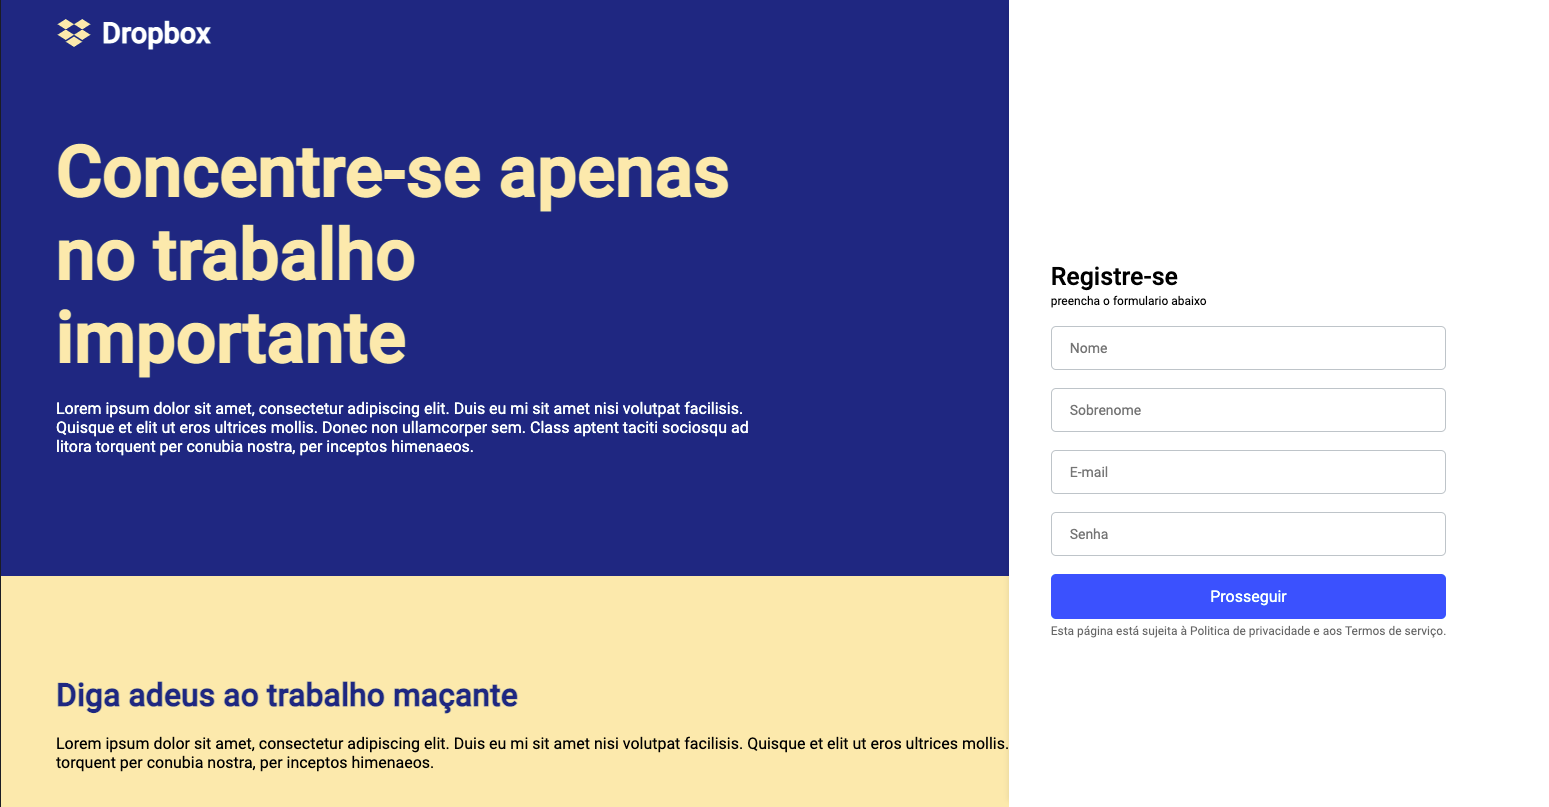 Dropbox
Concentre-se apenas
no trabalho
importante
Lorem ipsum dolor sit amet, consectetur adipiscing elit. Duis eu mi sit amet nisi volutpat facilisis.
Quisque et elit ut eros ultrices mollis. Donec non ullamcorper sem. Class aptent taciti sociosqu ad
litora torquent per conubia nostra, per inceptos himenaeos.
Diga adeus ao trabalho maçante
Lorem ipsum dolor sit amet, consectetur adipiscing elit. Duis eu mi sit amet nisi volutpat facilisis. Quisque et elit ut eros ultrices mollis.
torquent per conubia nostra, per inceptos himenaeos.
Registre-se
preencha o formulario abaixo
Nome
Sobrenome
E-mail
Senha
Prosseguir
Esta página está sujeita à Politica de privacidade e aos Termos de serviço.